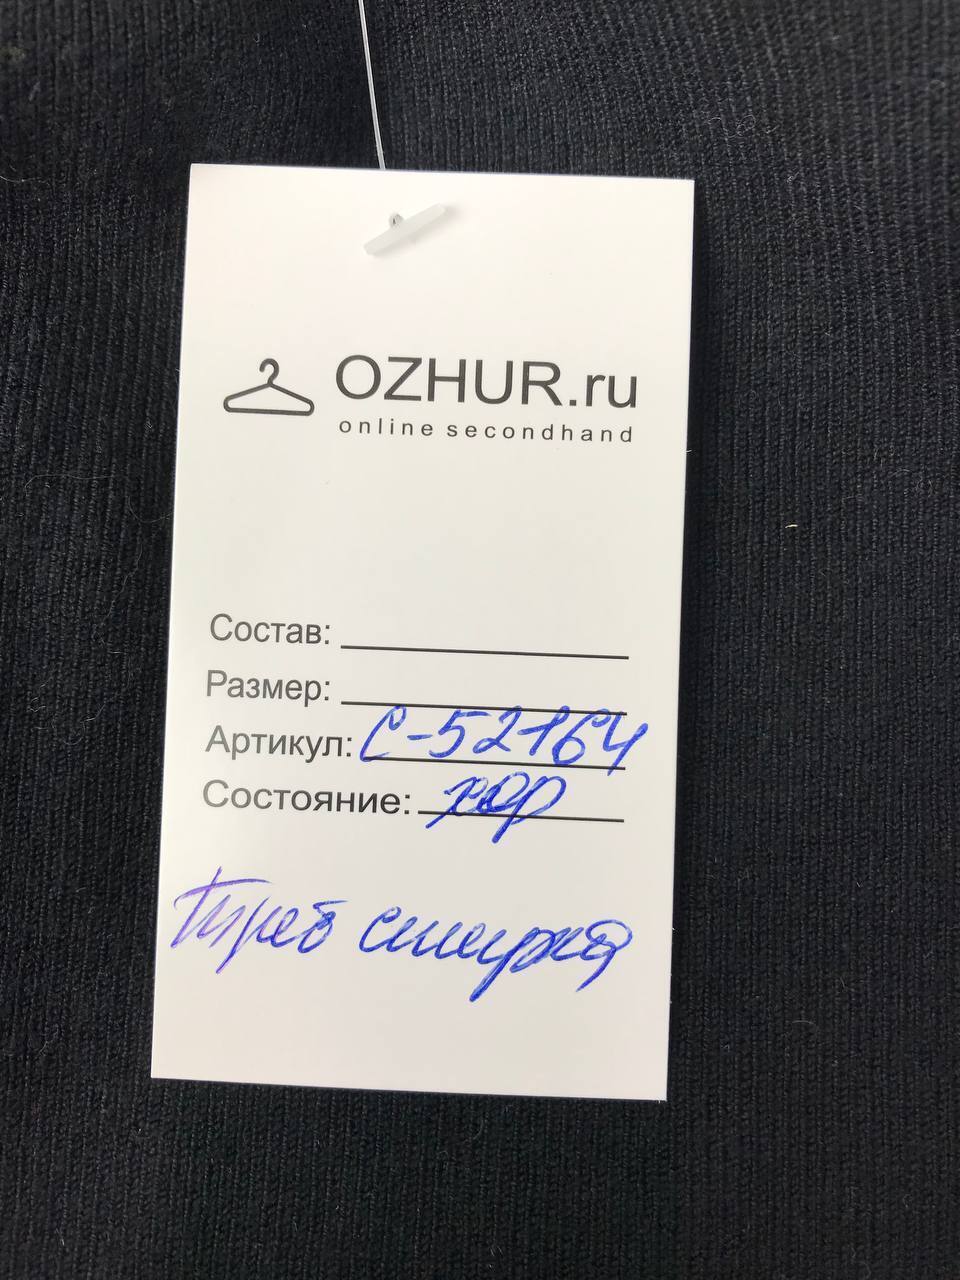 OZHUR.ru
online secondhand
Состав:
Размер:
Артикул: С-52164
Состояние: хор
Треб стирка